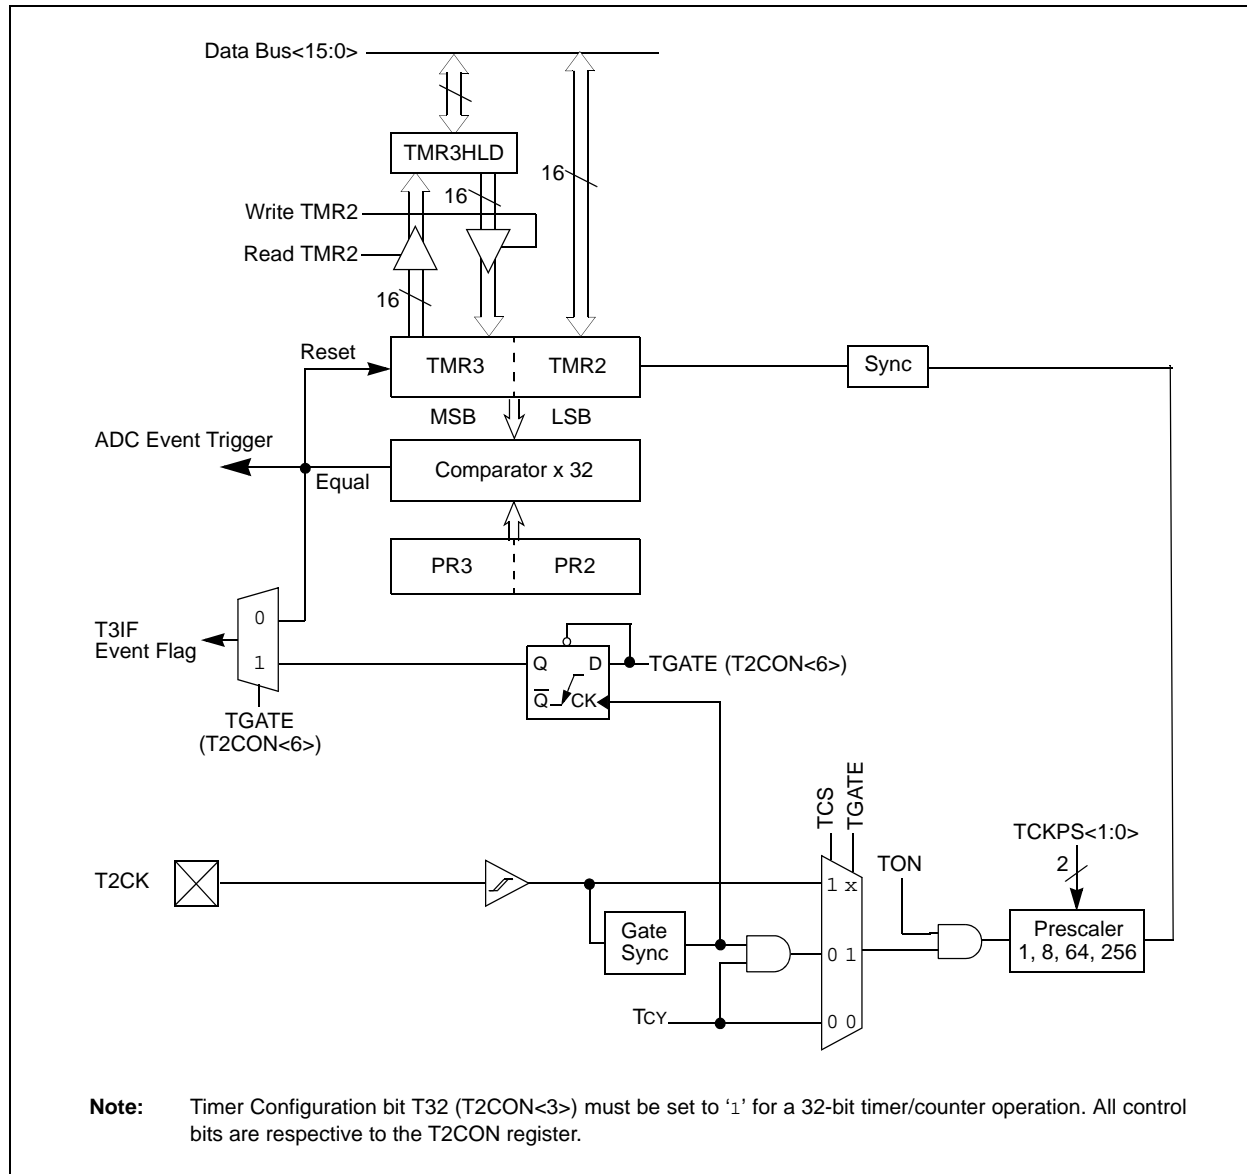 Data Bus<15:0>
TMR3HLD
16
16
Write TMR2
Read TMR2
16
Reset
TMR3
TMR2
Sync
MSB
LSB
ADC Event Trigger
Equal
Comparator x 32
PR3
PR2
0
T3IF
Event Flag
1
Q
D
TGATE (T2CON<6>)
Q
CK
TGATE
(T2CON<6>)
TCS
TGATE
TCKPS<1:0>
2
TON
T2CK
1 x
Gate
Sync
Prescaler
1, 8, 64, 256
0 1
TCY
0 0
Note: Timer Configuration bit T32 (T2CON<3>) must be set to ‘1’ for a 32-bit timer/counter operation. All control
bits are respective to the T2CON register.